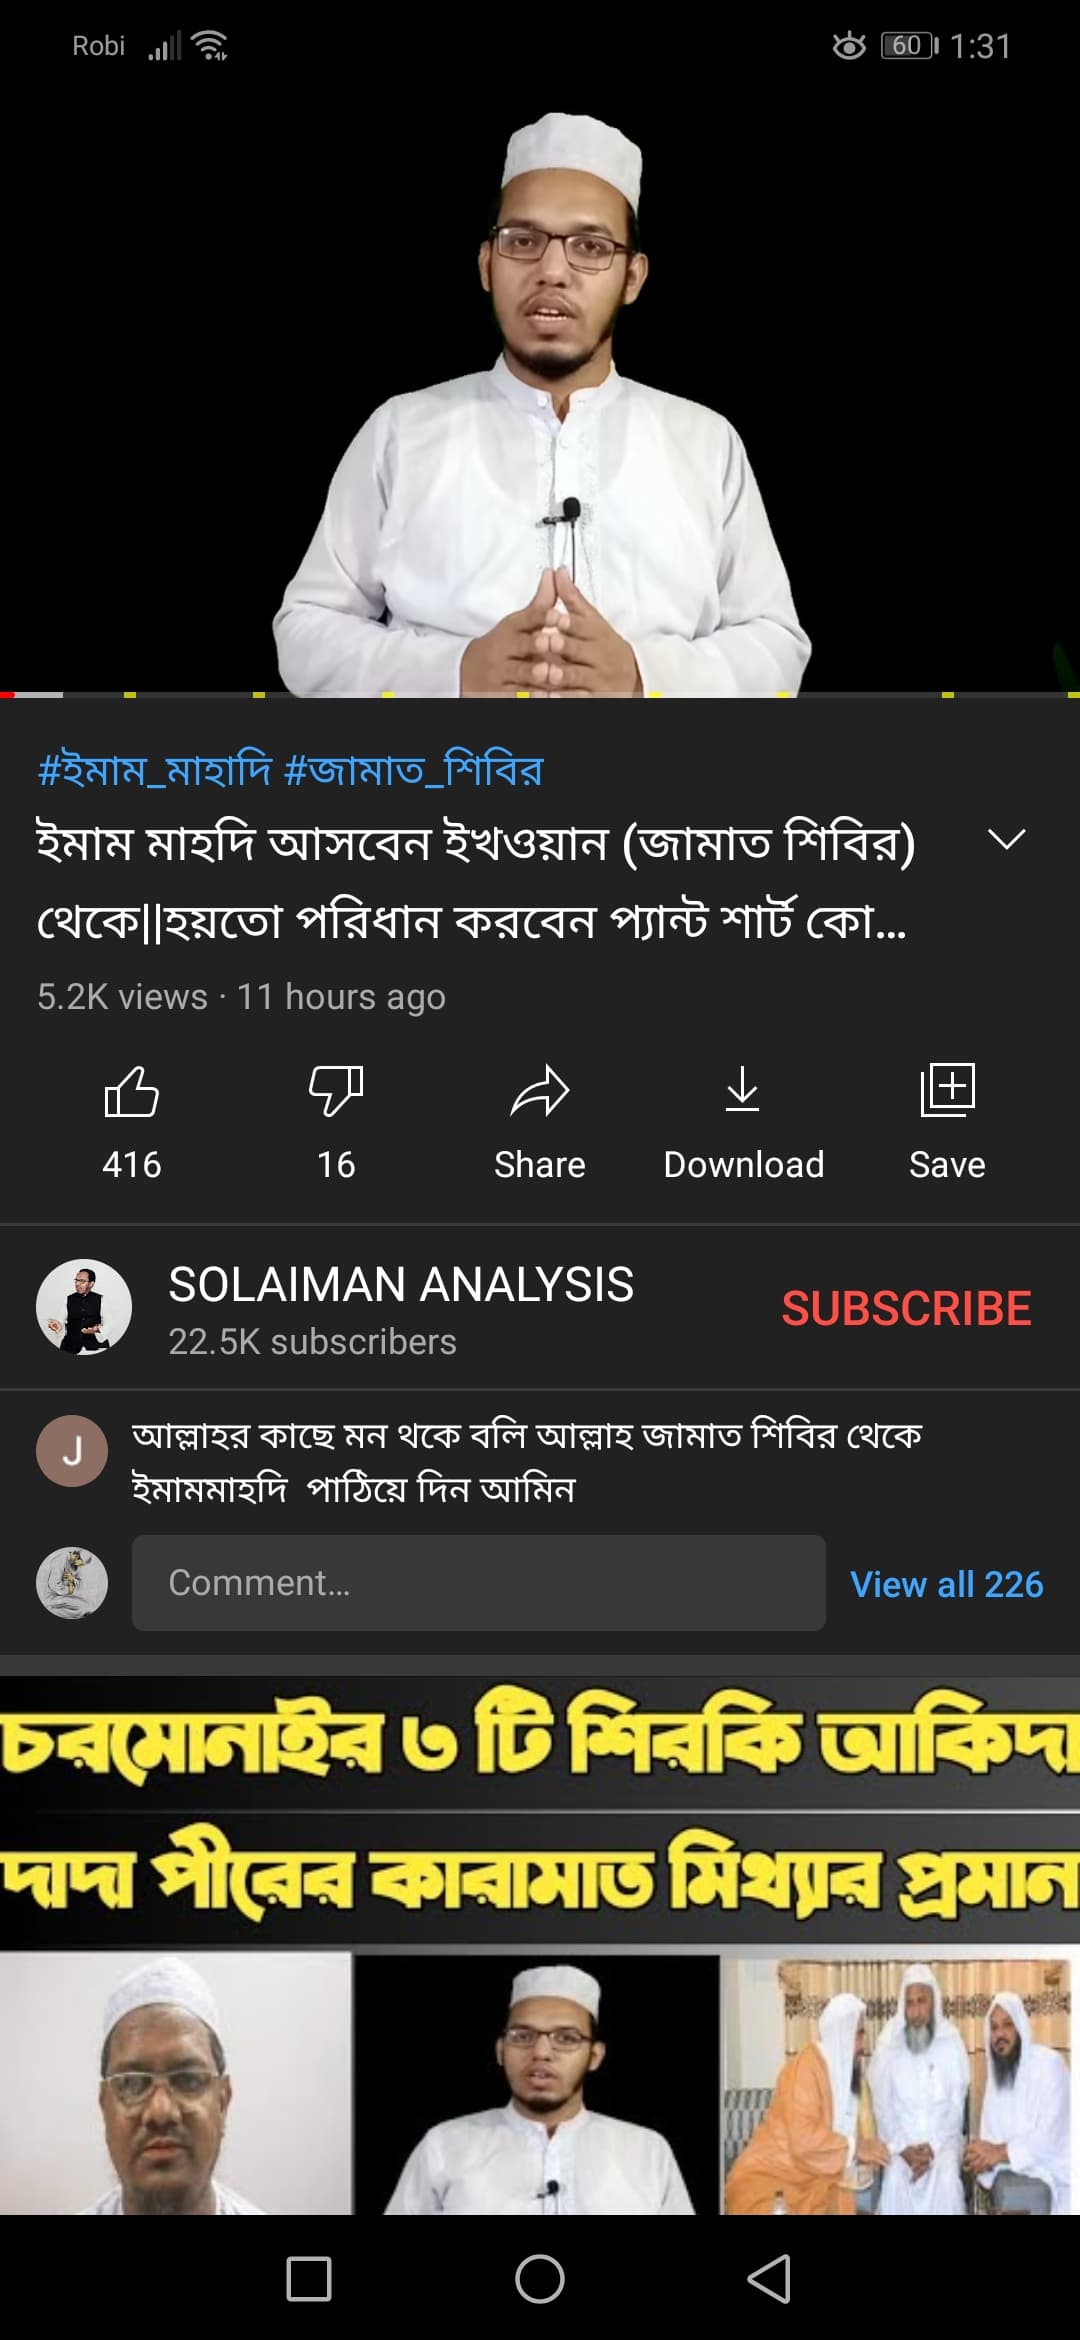 Robi 60 1:31
#ইমাম_মাহাদি #জামাত_শিবির
ইমাম মাহদি আসবেন ইখওয়ান (জামাত শিবির)
থেকে||হয়তো পরিধান করবেন প্যান্ট শার্ট কো...
5.2K views · 11 hours ago
416 16 Share Download Save
SOLAIMAN ANALYSIS
22.5K subscribers
SUBSCRIBE
J
আল্লাহর কাছে মন থকে বলি আল্লাহ জামাত শিবির থেকে
ইমামমাহদি পাঠিয়ে দিন আমিন
Comment...
View all 226
চরমোনাইর ৬ টি শিরকি আকিদা
দাদা পীরের কারামাত মিথ্যার প্রমান